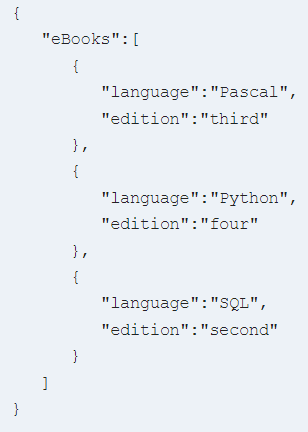 {
"eBooks":[
{
"language":"Pascal",
"edition":"third"
},
{
"language":"Python",
"edition":"four"
},
{
"language":"SQL",
"edition":"second"
}
]
}